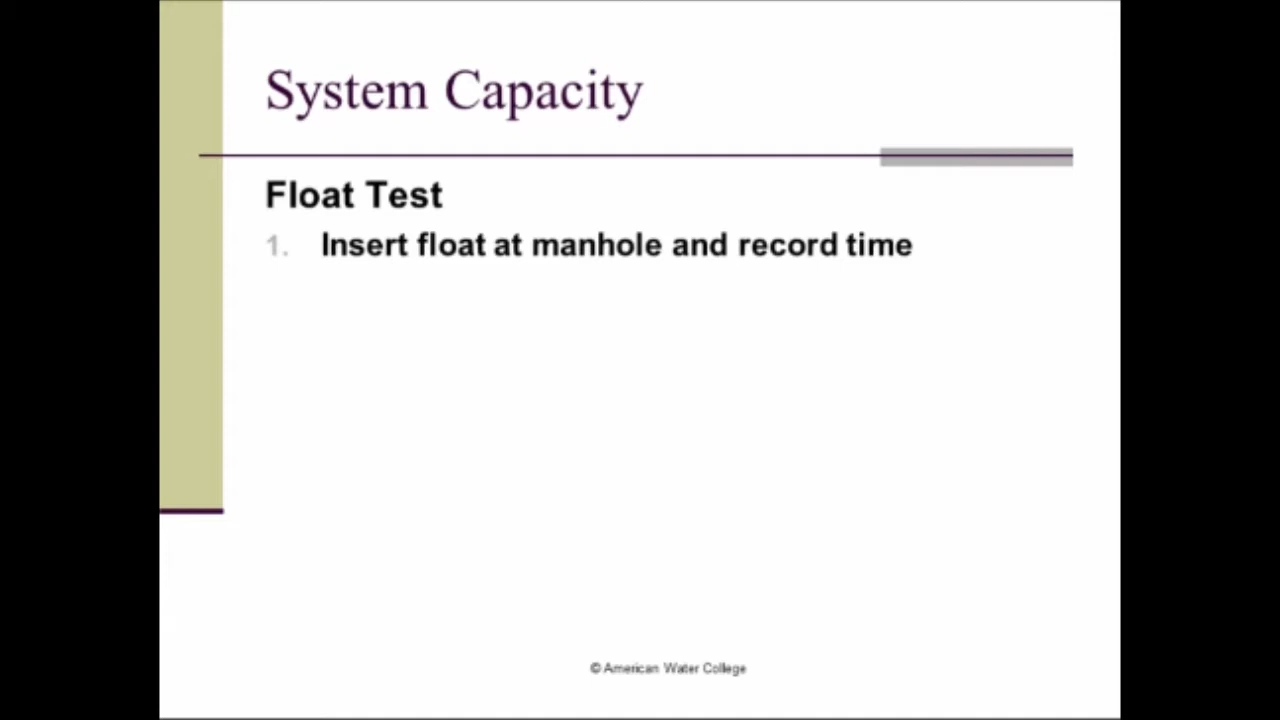 System Capacity
Float Test
1. Insert float at manhole and record time
© American Water College